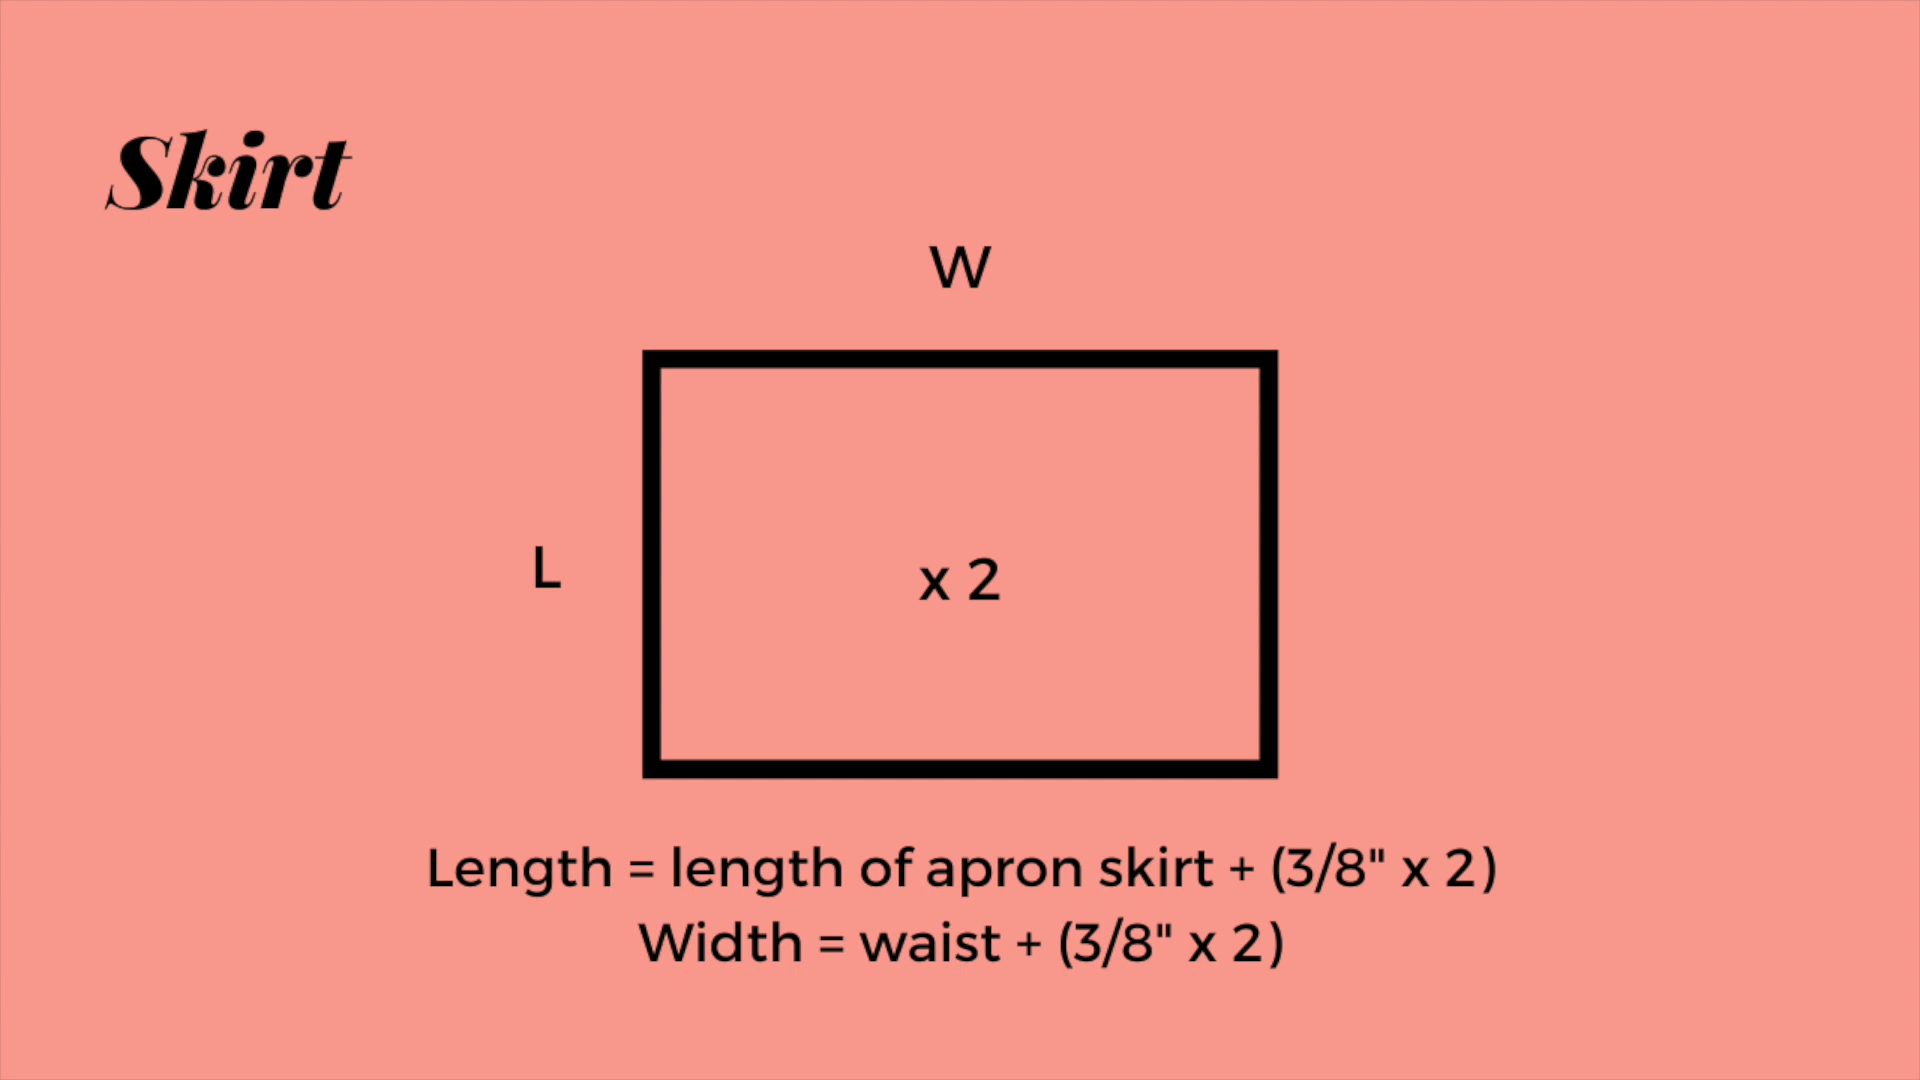 Skirt
W
L
x 2
Length = length of apron skirt + (3/8" x 2)
Width = waist + (3/8" x 2)